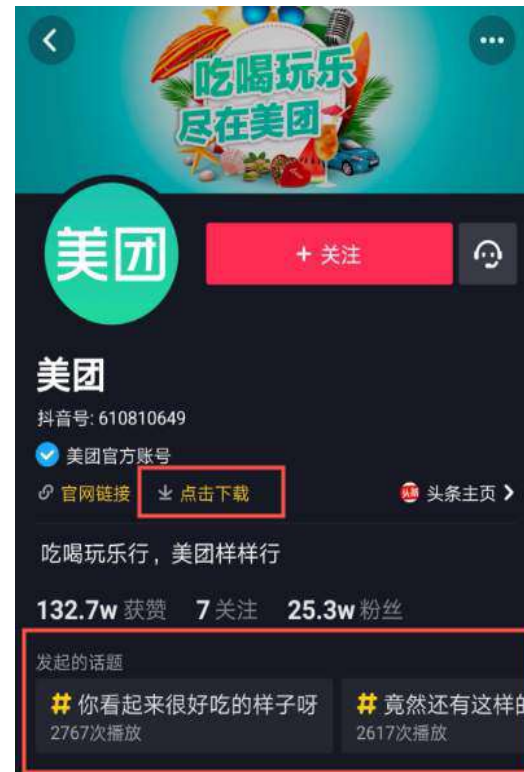 吃喝玩乐
尽在美团
美团
+ 关注
美团
抖音号: 610810649
美团官方账号
官网链接 点击下载 头条 头条主页
吃喝玩乐行，美团样样行
132.7w 获赞 7 关注 25.3w 粉丝
发起的话题
# 你看起来很好吃的样子呀 # 竟然还有这样的
2767次播放 2617次播放